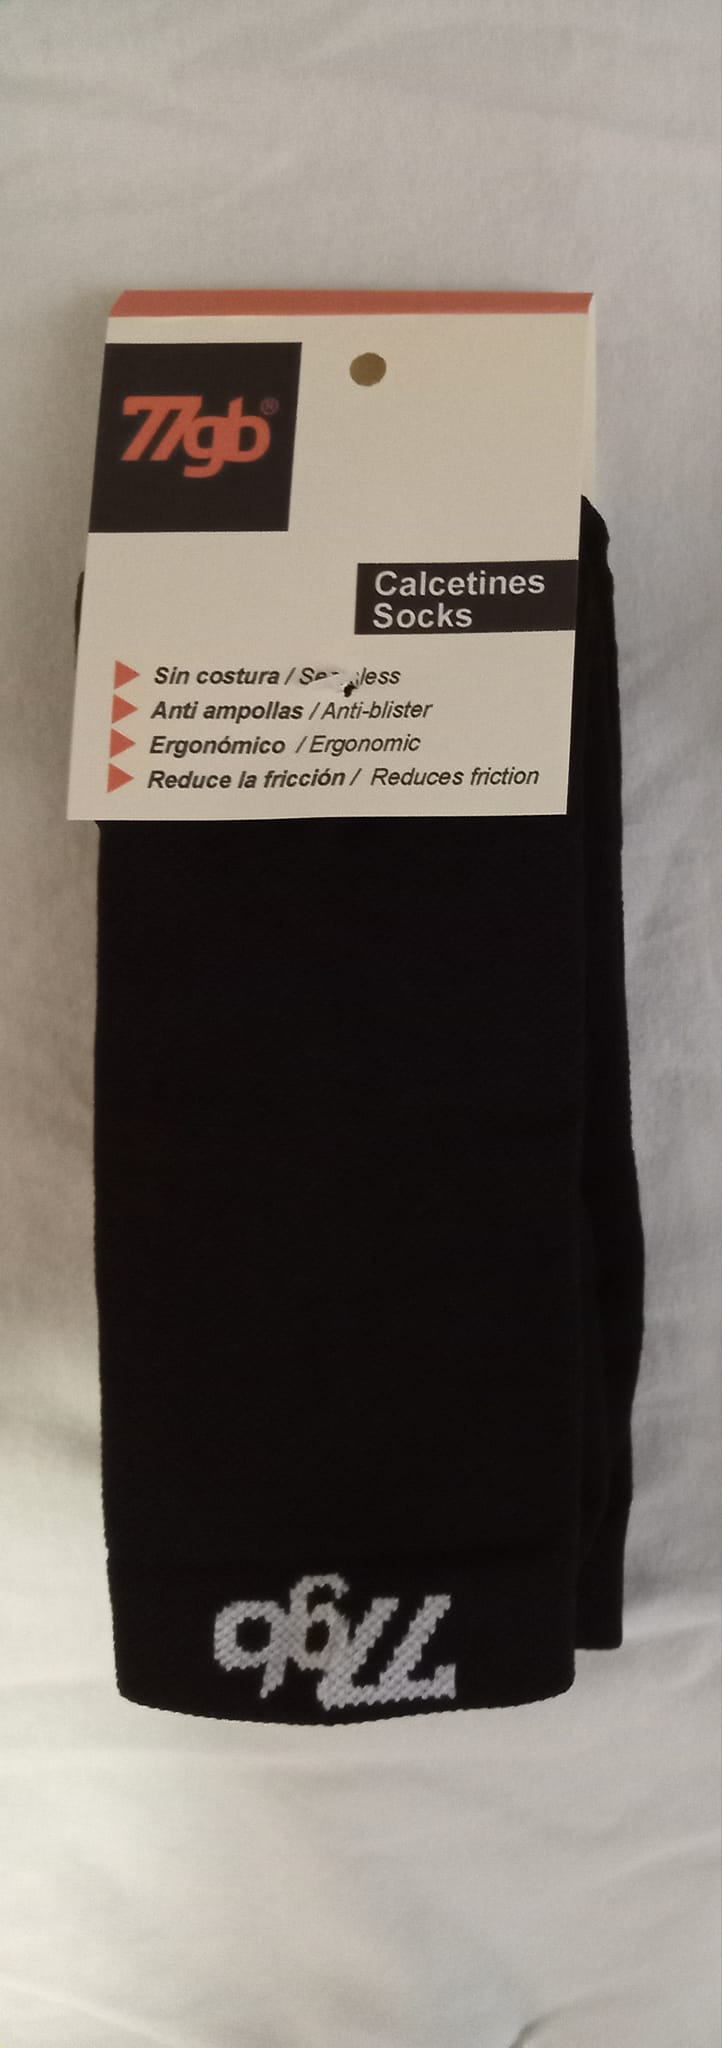 77gb®
Calcetines
Socks
Sin costura /
Anti ampollas / Anti-blister
Ergonómico / Ergonomic
Reduce la fricción / Reduces friction
77gb